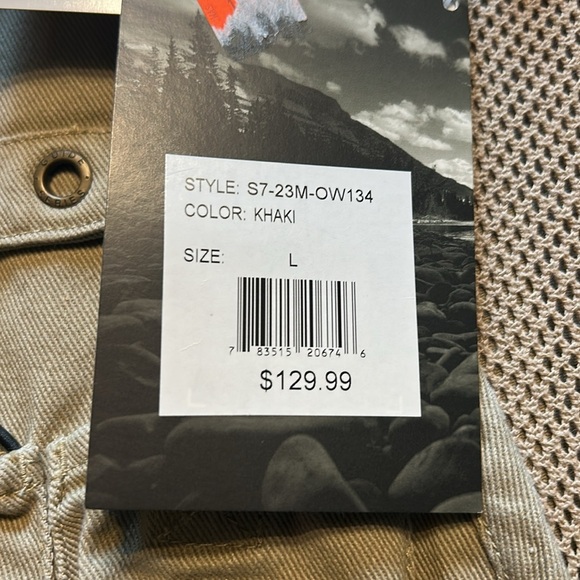 STYLE: S7-23M-OW134
COLOR: KHAKI
SIZE: L
7 83515 20674 6
$129.99